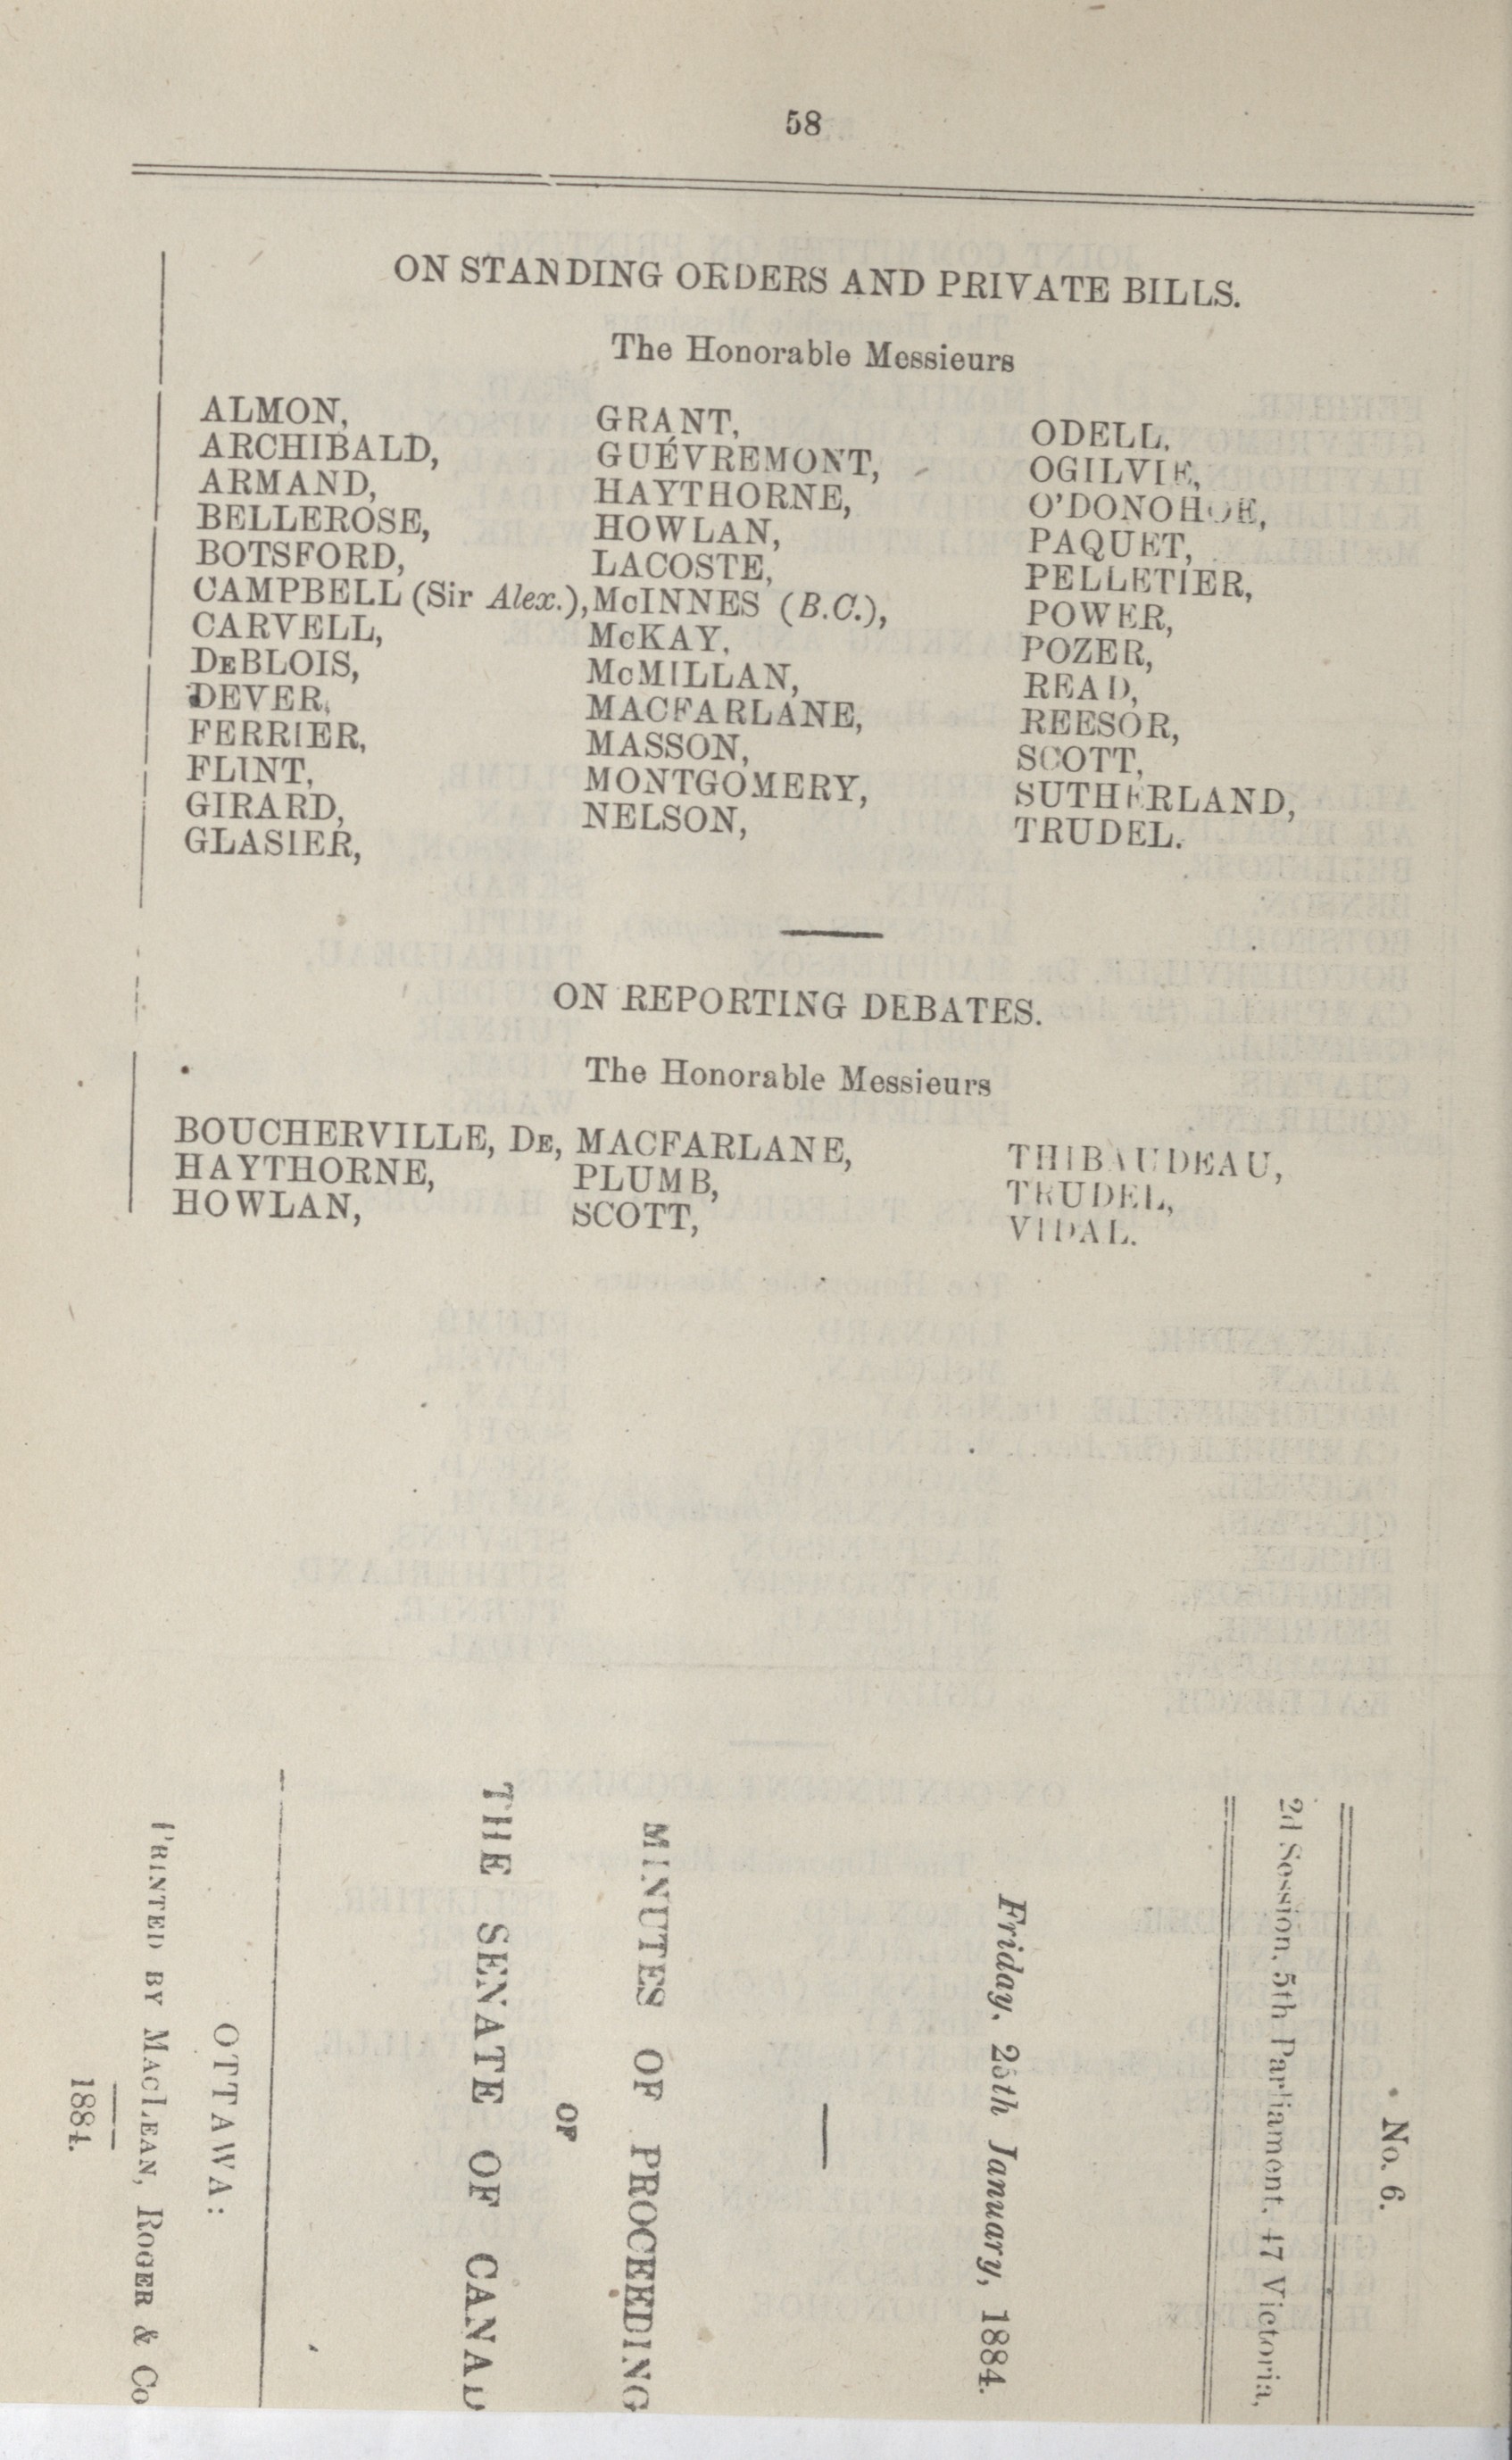 58
ON STANDING ORDERS AND PRIVATE BILLS.
The Honorable Messieurs
ALMON,
ARCHIBALD,
ARMAND,
BELLEROSE,
BOTSFORD,
CAMPBELL (Sir Alex.),
CARVELL,
DEBLOIS,
DEVER,
FERRIER,
FLINT,
GIRARD,
GLASIER,
GRANT,
GUÉVREMONT,
HAYTHORNE,
HOWLAN,
LACOSTE,
McINNES (B.C.),
McKAY,
McMILLAN,
MACFARLANE,
MASSON,
MONTGOMERY,
NELSON,
ODELL,
OGILVIE,
O'DONOHOE,
PAQUET,
PELLETIER,
POWER,
POZER,
READ,
REESOR,
SCOTT,
SUTHERLAND,
TRUDEL.
ON REPORTING DEBATES.
The Honorable Messieurs
BOUCHERVILLE, DE,
HAYTHORNE,
HOWLAN,
MACFARLANE,
PLUMB,
SCOTT,
THIBAUDEAU,
TRUDEL,
VIDAL.
No. 6.
2d Session, 5th Parliament, 47 Victoria,
Friday, 25th January, 1884.
MINUTES OF PROCEEDING
OF
THE SENATE OF CANAD
OTTAWA:
PRINTED BY MACLEAN, ROGER & Co
1884.